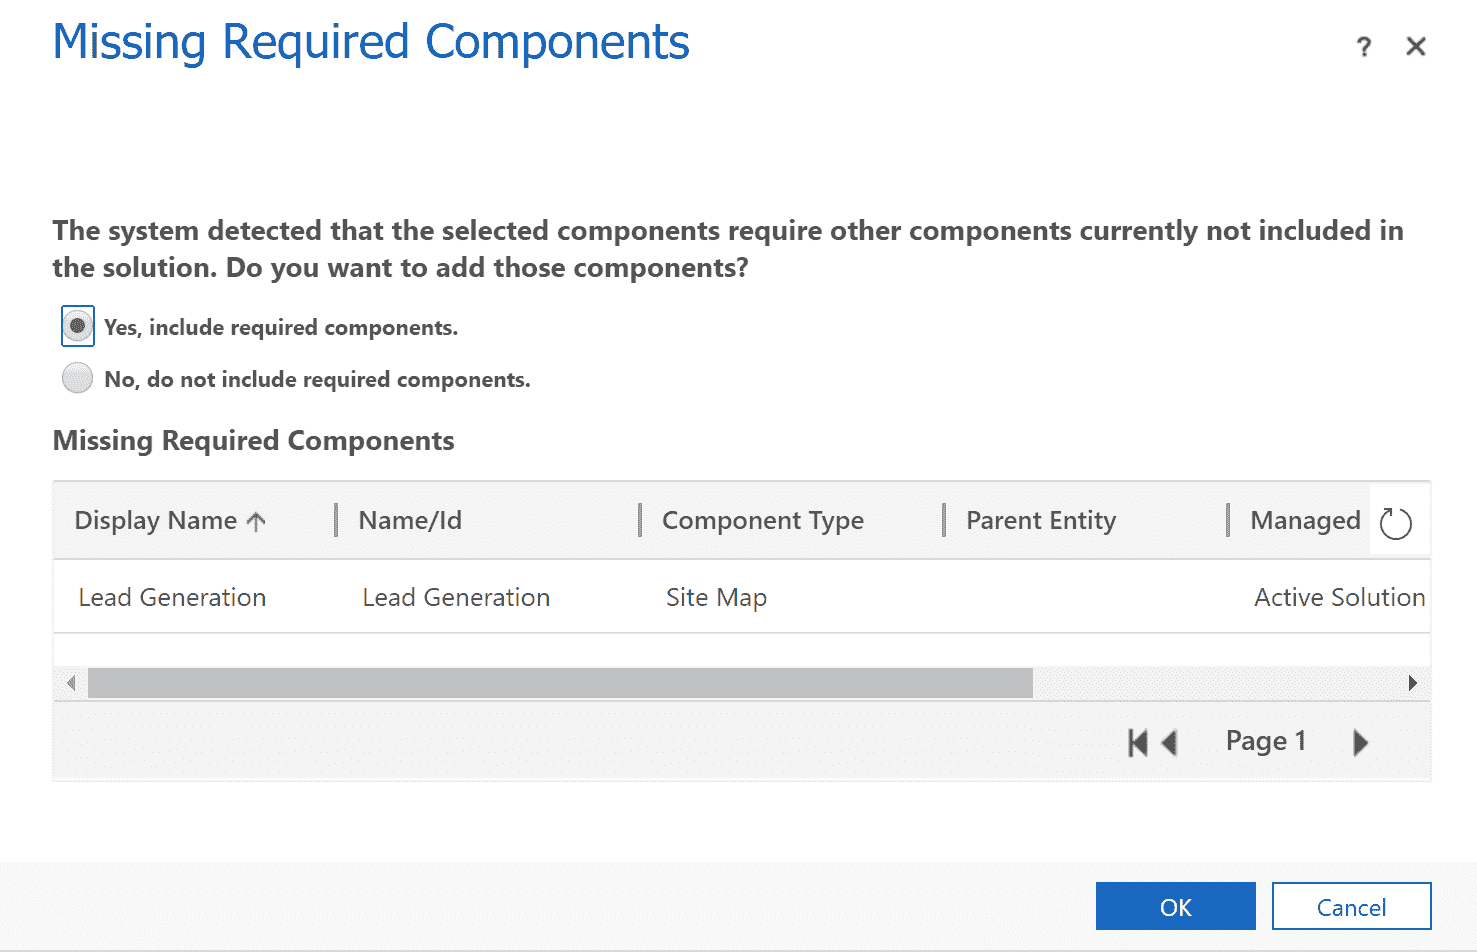 Missing Required Components
?
The system detected that the selected components require other components currently not included in
the solution. Do you want to add those components?
Yes, include required components.
No, do not include required components.
Missing Required Components
Display Name Name/Id Component Type Parent Entity Managed
Lead Generation Lead Generation Site Map Active Solution
Page 1
OK Cancel